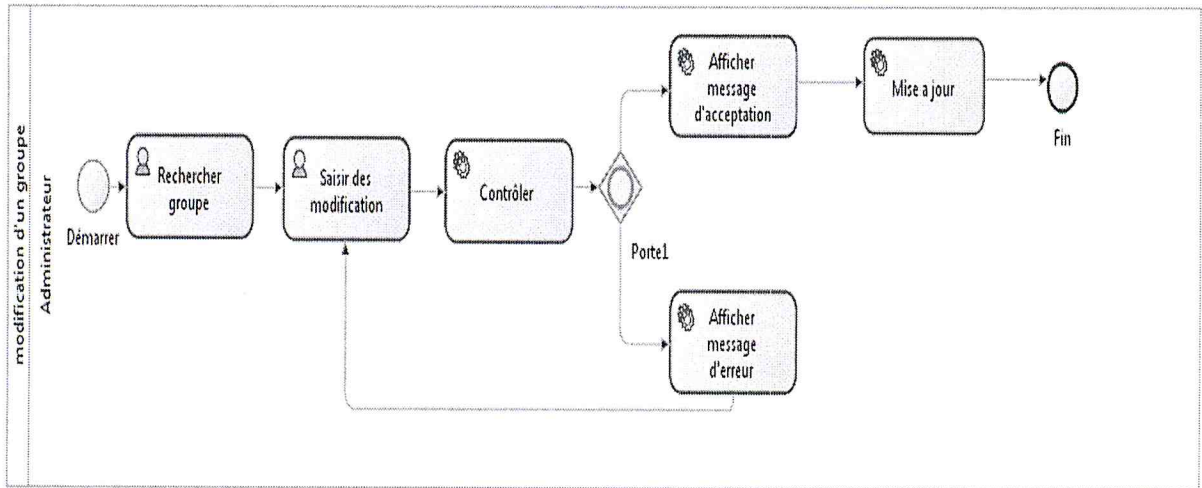 modification d'un groupe
Administrateur
Démarrer
Rechercher
groupe
Saisir des
modification
Contrôler
Porte1
Afficher
message
d'acceptation
Mise a jour
Fin
Afficher
message
d'erreur